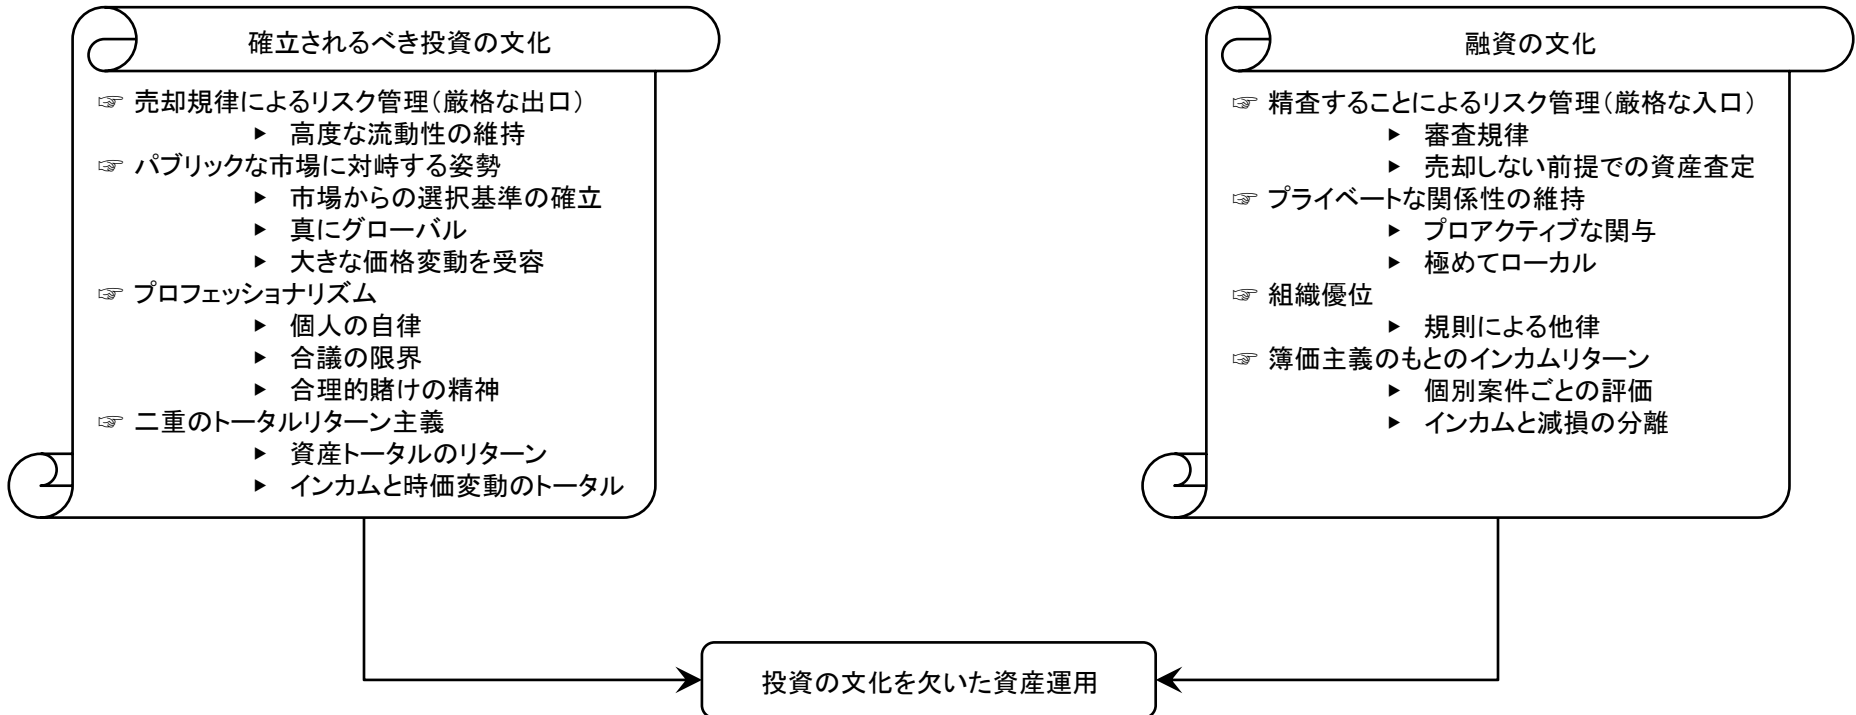 確立されるべき投資の文化
☞ 売却規律によるリスク管理（厳格な出口）
▶ 高度な流動性の維持
☞ パブリックな市場に対峙する姿勢
▶ 市場からの選択基準の確立
▶ 真にグローバル
▶ 大きな価格変動を受容
☞ プロフェッショナリズム
▶ 個人の自律
▶ 合議の限界
▶ 合理的賭けの精神
☞ 二重のトータルリターン主義
▶ 資産トータルのリターン
▶ インカムと時価変動のトータル
融資の文化
☞ 精査することによるリスク管理（厳格な入口）
▶ 審査規律
▶ 売却しない前提での資産査定
☞ プライベートな関係性の維持
▶ プロアクティブな関与
▶ 極めてローカル
☞ 組織優位
▶ 規則による他律
☞ 簿価主義のもとのインカムリターン
▶ 個別案件ごとの評価
▶ インカムと減損の分離
投資の文化を欠いた資産運用